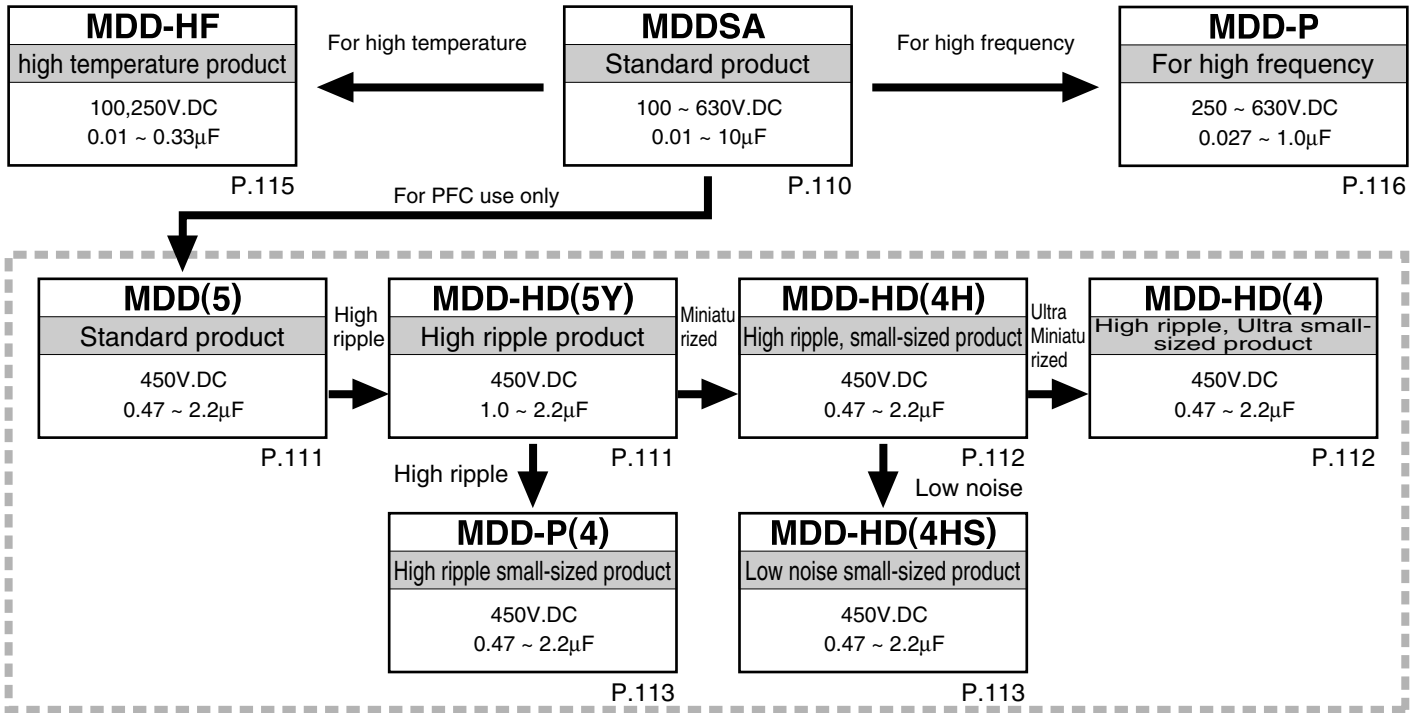 MDD-HF
high temperature product
100,250V.DC
0.01 ~ 0.33µF
P.115
For high temperature
MDDSA
Standard product
100 ~ 630V.DC
0.01 ~ 10µF
P.110
For high frequency
MDD-P
For high frequency
250 ~ 630V.DC
0.027 ~ 1.0µF
P.116
For PFC use only
MDD(5)
Standard product
450V.DC
0.47 ~ 2.2µF
P.111
High
ripple
MDD-HD(5Y)
High ripple product
450V.DC
1.0 ~ 2.2µF
P.111
Miniatu
rized
MDD-HD(4H)
High ripple, small-sized product
450V.DC
0.47 ~ 2.2µF
P.112
Ultra
Miniatu
rized
MDD-HD(4)
High ripple, Ultra small-
sized product
450V.DC
0.47 ~ 2.2µF
P.112
High ripple
MDD-P(4)
High ripple small-sized product
450V.DC
0.47 ~ 2.2µF
P.113
Low noise
MDD-HD(4HS)
Low noise small-sized product
450V.DC
0.47 ~ 2.2µF
P.113